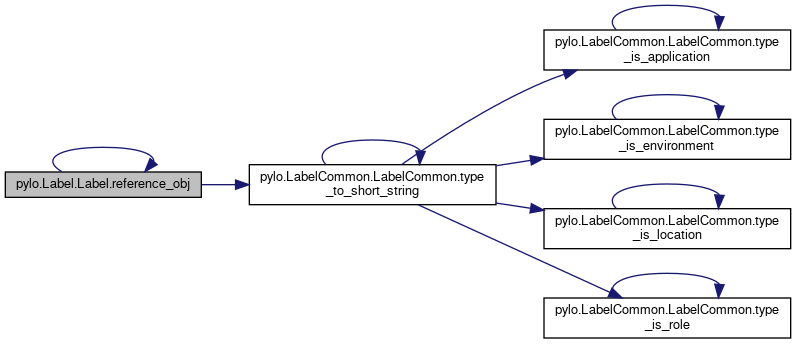 pylo.LabelCommon.LabelCommon.type
_is_application
pylo.LabelCommon.LabelCommon.type
_is_environment
pylo.Label.Label.reference_obj
pylo.LabelCommon.LabelCommon.type
_to_short_string
pylo.LabelCommon.LabelCommon.type
_is_location
pylo.LabelCommon.LabelCommon.type
_is_role